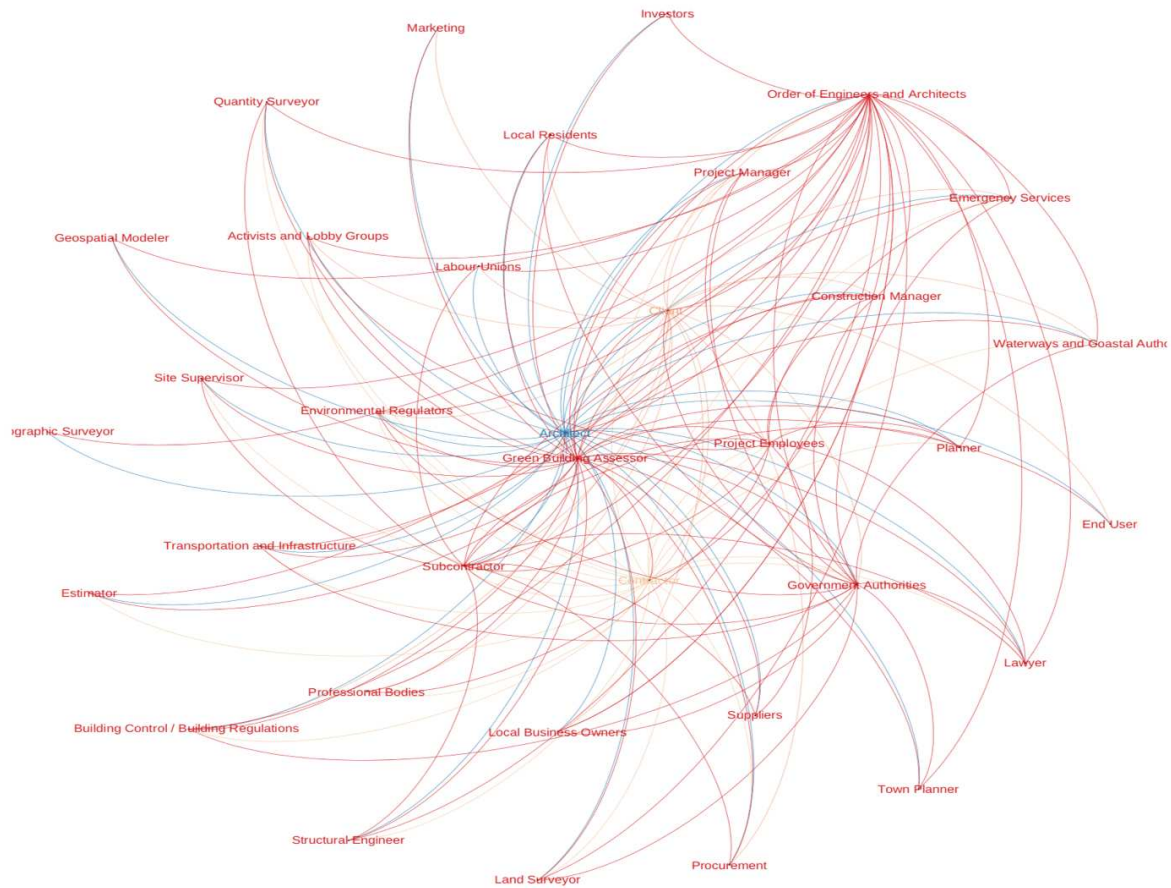 Investors
Marketing
Order of Engineers and Architects
Quantity Surveyor
Local Residents
Project Manager
Emergency Services
Activists and Lobby Groups
Geospatial Modeler
Labour Unions
Construction Manager
Client
Waterways and Goastal Autho
Site Supervisor
Environmental Regulators
ographic Surveyor
Architect
Project Employees
Planner
Green Building Assessor
End User
Transportation and Infrastructure
Subcontractor
Government Authorities
Estimator
Lawyer
Professional Bodies
Suppliers
Building Control / Building Regulations
Local Business Owners
Town Planner
Structural Engineer
Procurement
Land Surveyor